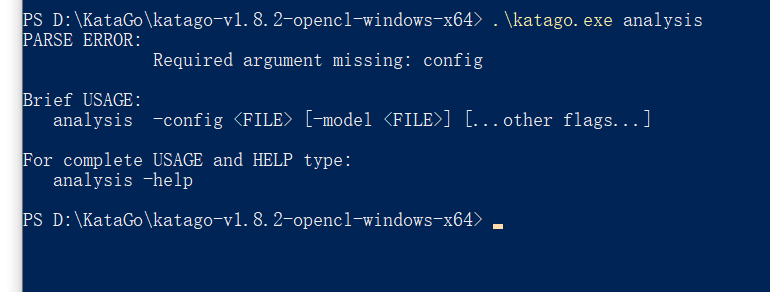 PS D:\KataGo\katago-v1.8.2-opencl-windows-x64> .\katago.exe analysis
PARSE ERROR:
             Required argument missing: config

Brief USAGE:
   analysis  -config <FILE> [-model <FILE>] [...other flags...]

For complete USAGE and HELP type:
   analysis -help

PS D:\KataGo\katago-v1.8.2-opencl-windows-x64>